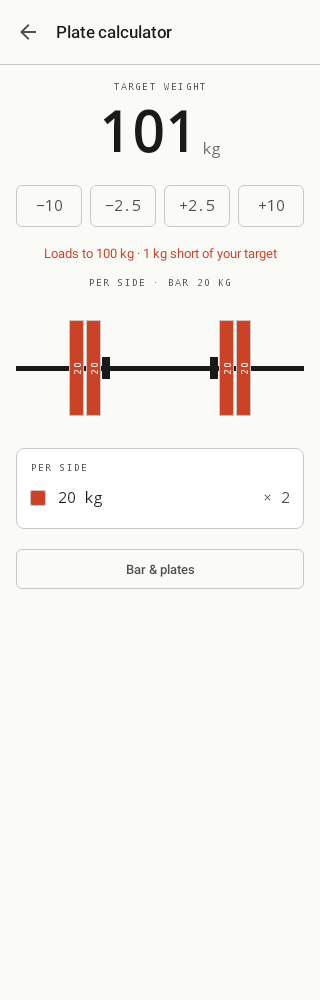 Plate calculator
TARGET WEIGHT
101 kg
−10 −2.5 +2.5 +10
Loads to 100 kg · 1 kg short of your target
PER SIDE · BAR 20 KG
20 20 20 20
PER SIDE
20 kg × 2
Bar & plates